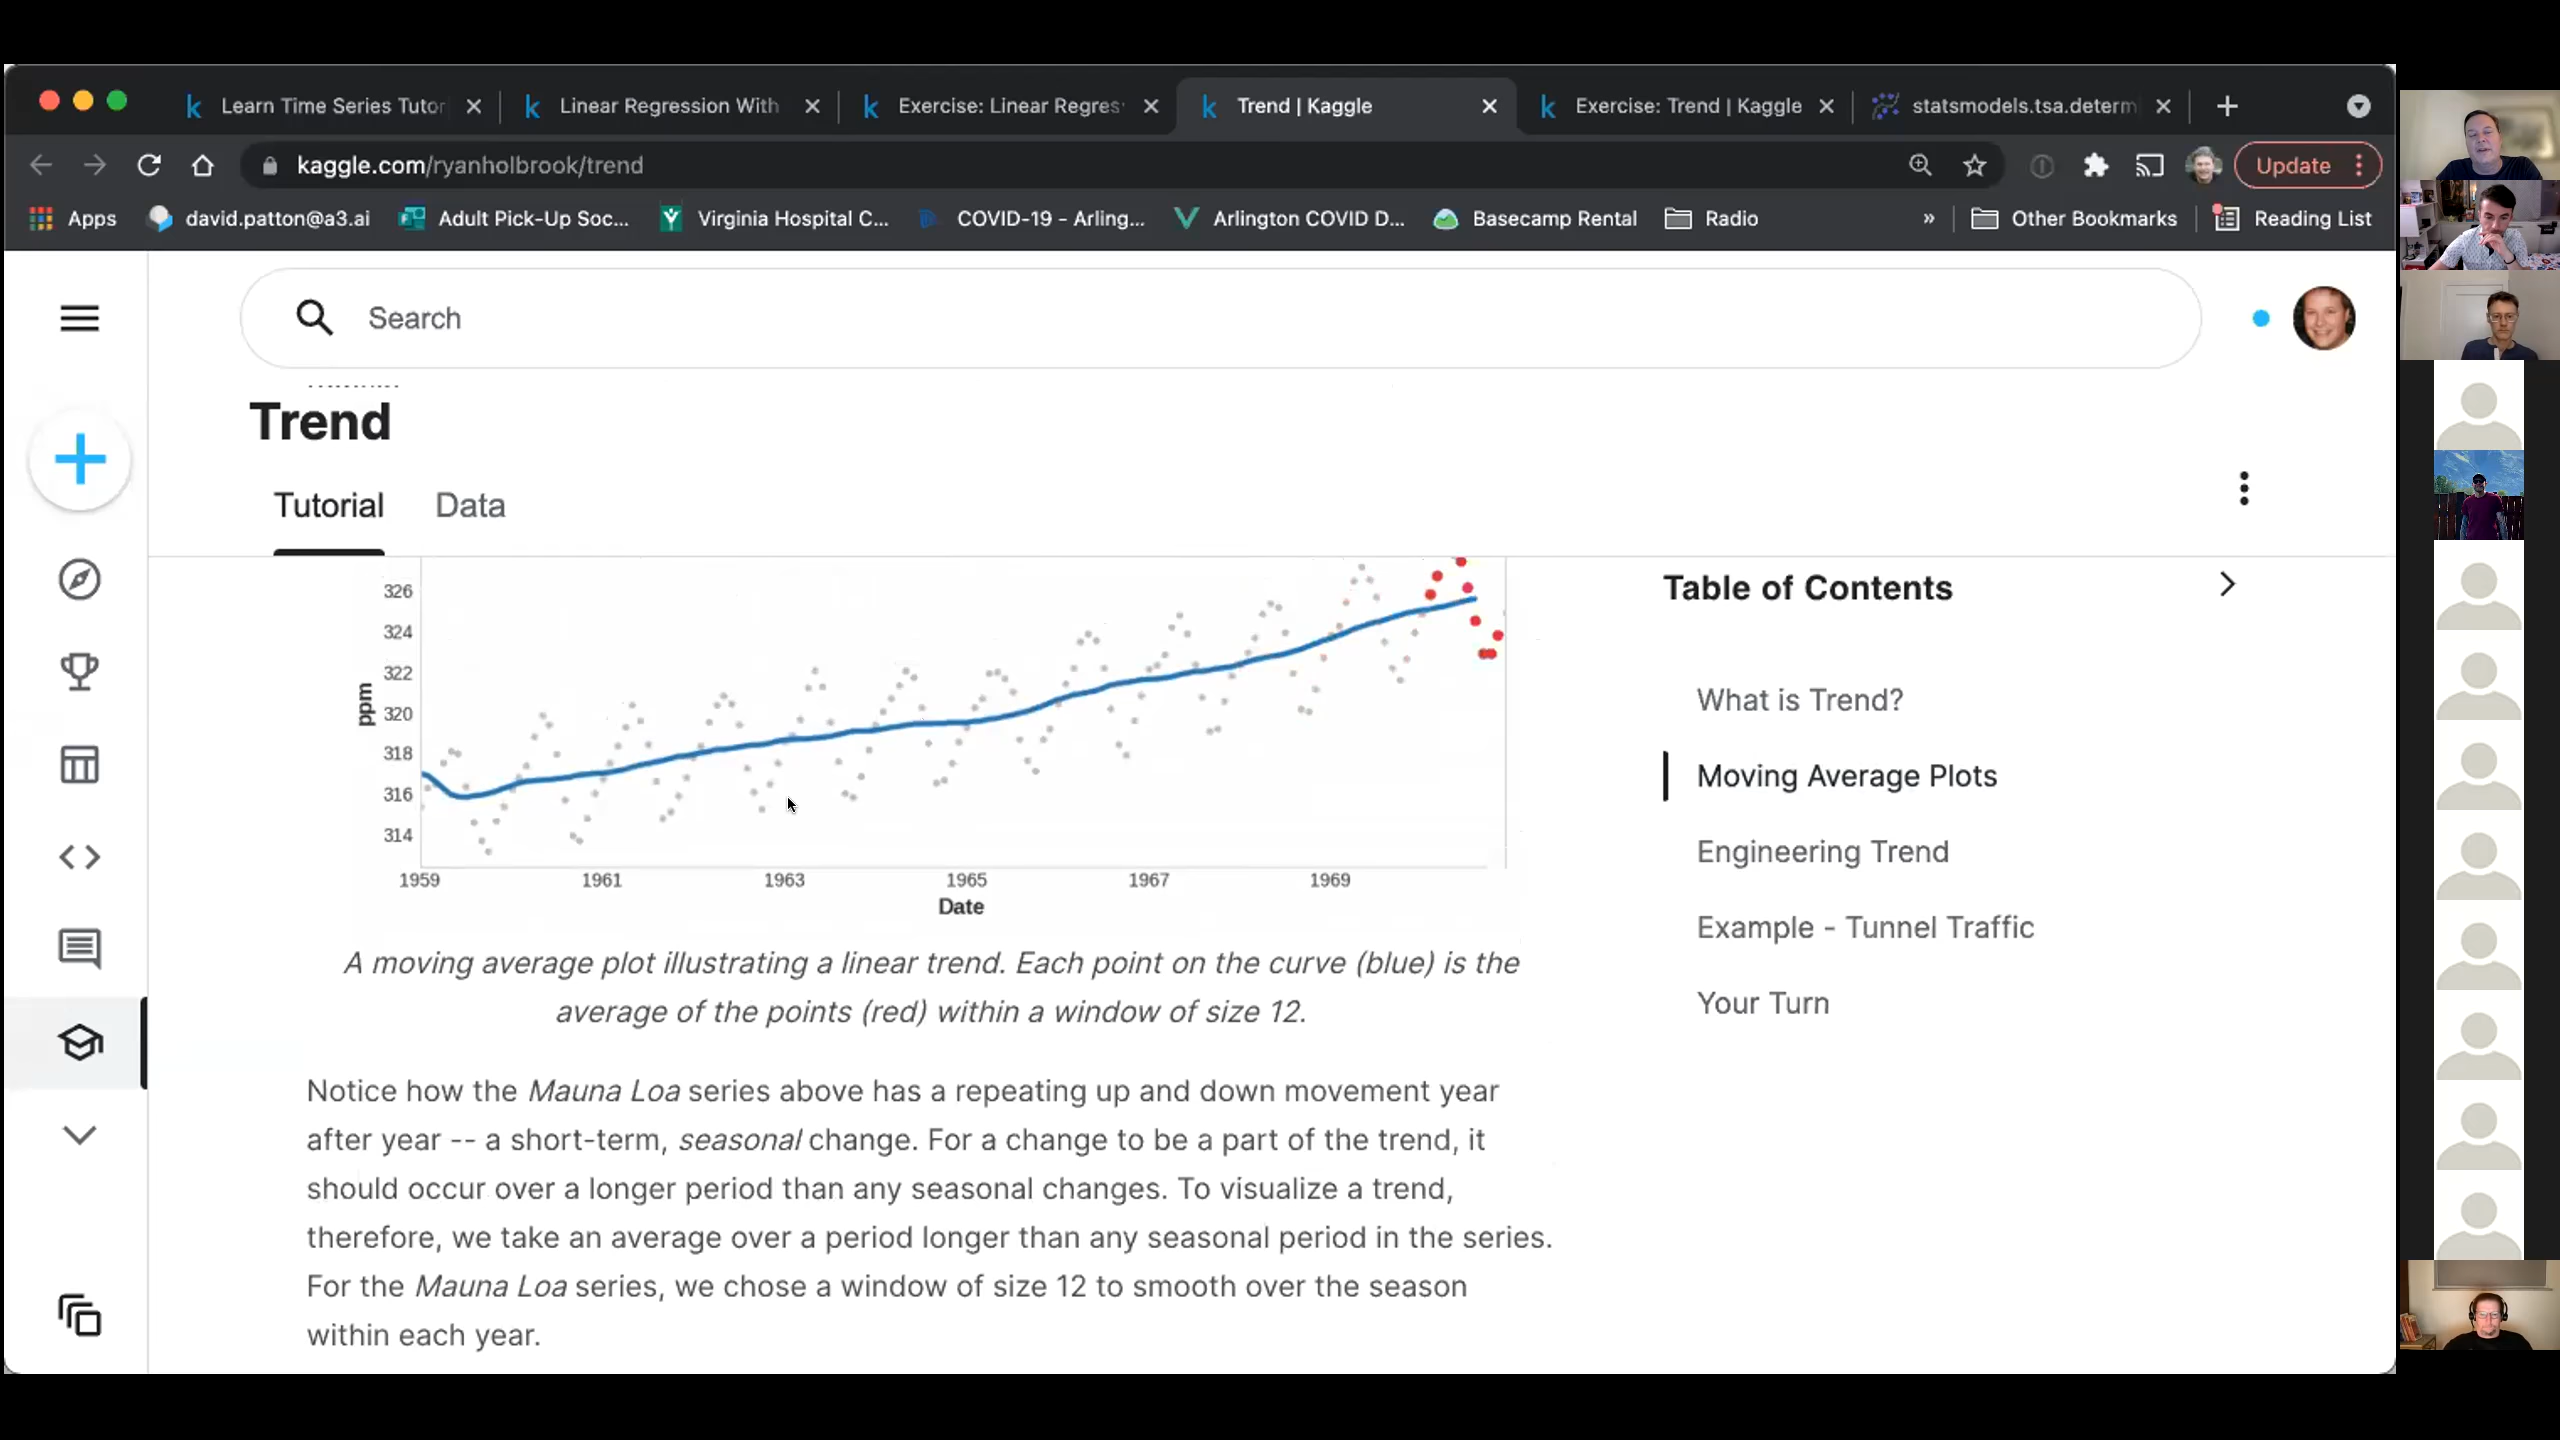 Learn Time Series Tutor
Linear Regression With
Exercise: Linear Regres
Trend | Kaggle
Exercise: Trend | Kaggle
statsmodels.tsa.determ
kaggle.com/ryanholbrook/trend
Update
Apps
david.patton@a3.ai
Adult Pick-Up Soc...
Virginia Hospital C...
COVID-19 - Arling...
Arlington COVID D...
Basecamp Rental
Radio
»
Other Bookmarks
Reading List
Search
Trend
Tutorial
Data
326
324
322
320
318
316
314
ppm
1959
1961
1963
1965
1967
1969
Date
A moving average plot illustrating a linear trend. Each point on the curve (blue) is the
average of the points (red) within a window of size 12.
Notice how the Mauna Loa series above has a repeating up and down movement year
after year -- a short-term, seasonal change. For a change to be a part of the trend, it
should occur over a longer period than any seasonal changes. To visualize a trend,
therefore, we take an average over a period longer than any seasonal period in the series.
For the Mauna Loa series, we chose a window of size 12 to smooth over the season
within each year.
Table of Contents
What is Trend?
Moving Average Plots
Engineering Trend
Example - Tunnel Traffic
Your Turn